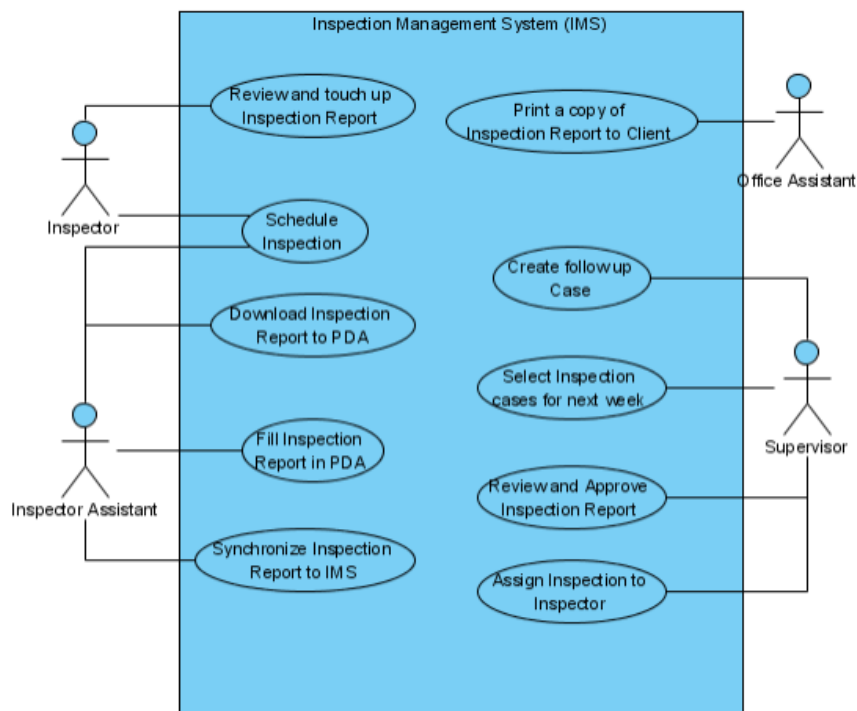 Inspection Management System (IMS)
Review and touch up
Inspection Report
Print a copy of
Inspection Report to Client
Office Assistant
Inspector
Schedule
Inspection
Create follow up
Case
Download Inspection
Report to PDA
Select Inspection
cases for next week
Supervisor
Fill Inspection
Report in PDA
Inspector Assistant
Review and Approve
Inspection Report
Synchronize Inspection
Report to IMS
Assign Inspection to
Inspector